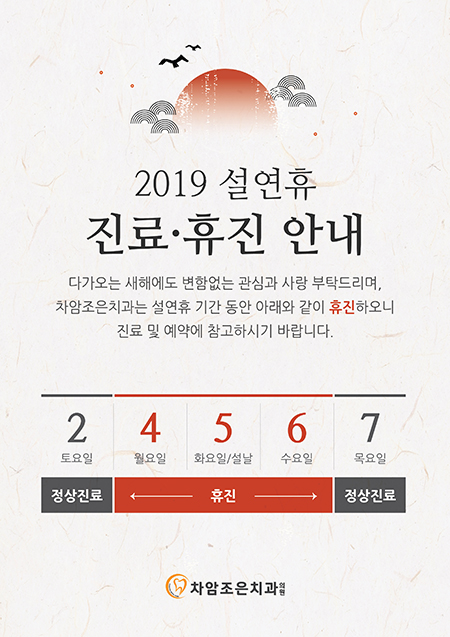 2019 설연휴
진료·휴진 안내
다가오는 새해에도 변함없는 관심과 사랑 부탁드리며,
차암조은치과는 설연휴 기간 동안 아래와 같이 휴진하오니
진료 및 예약에 참고하시기 바랍니다.
2 4 5 6 7
토요일 월요일 화요일/설날 수요일 목요일
정상진료 휴진 정상진료
차암조은치과의원